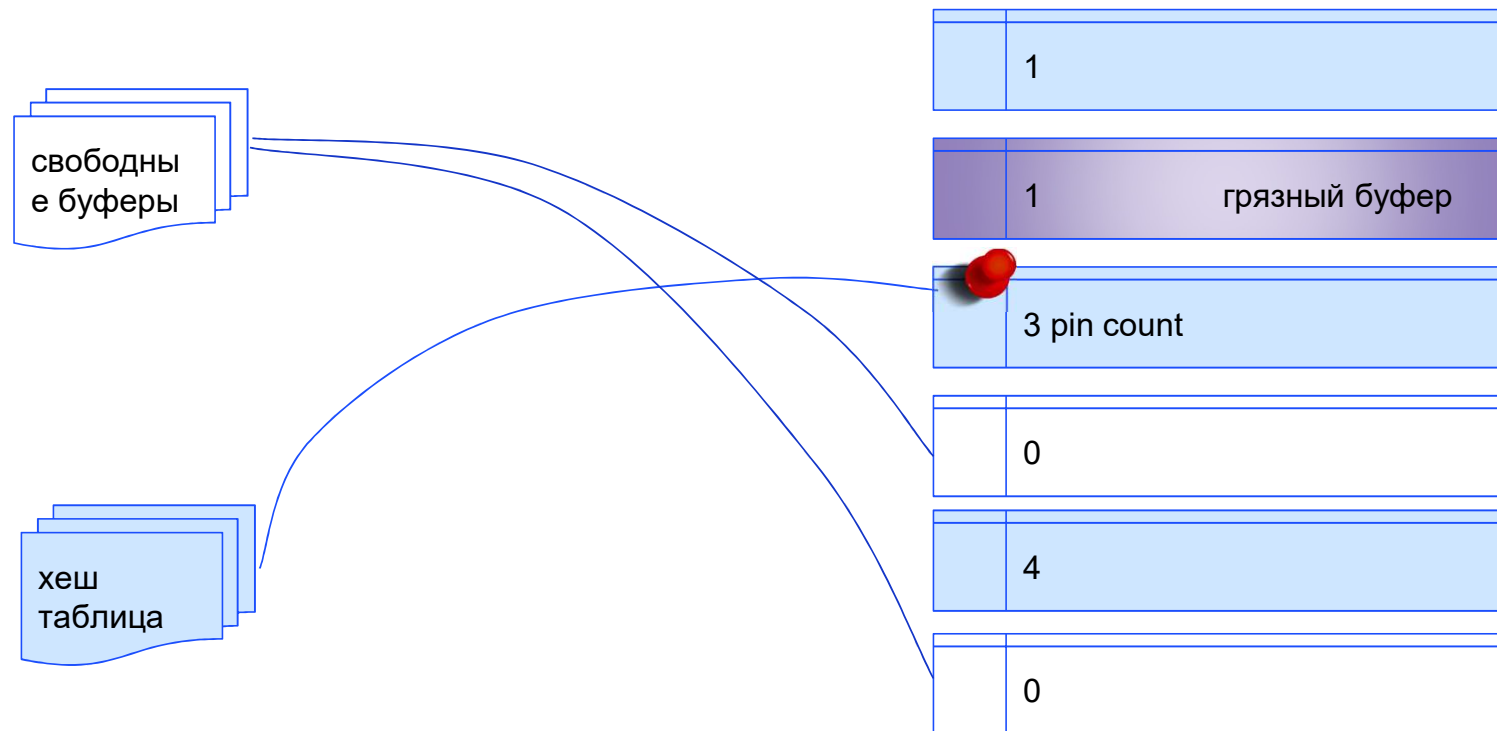 свободны
е буферы
хеш
таблица
1
1 грязный буфер
3 pin count
0
4
0